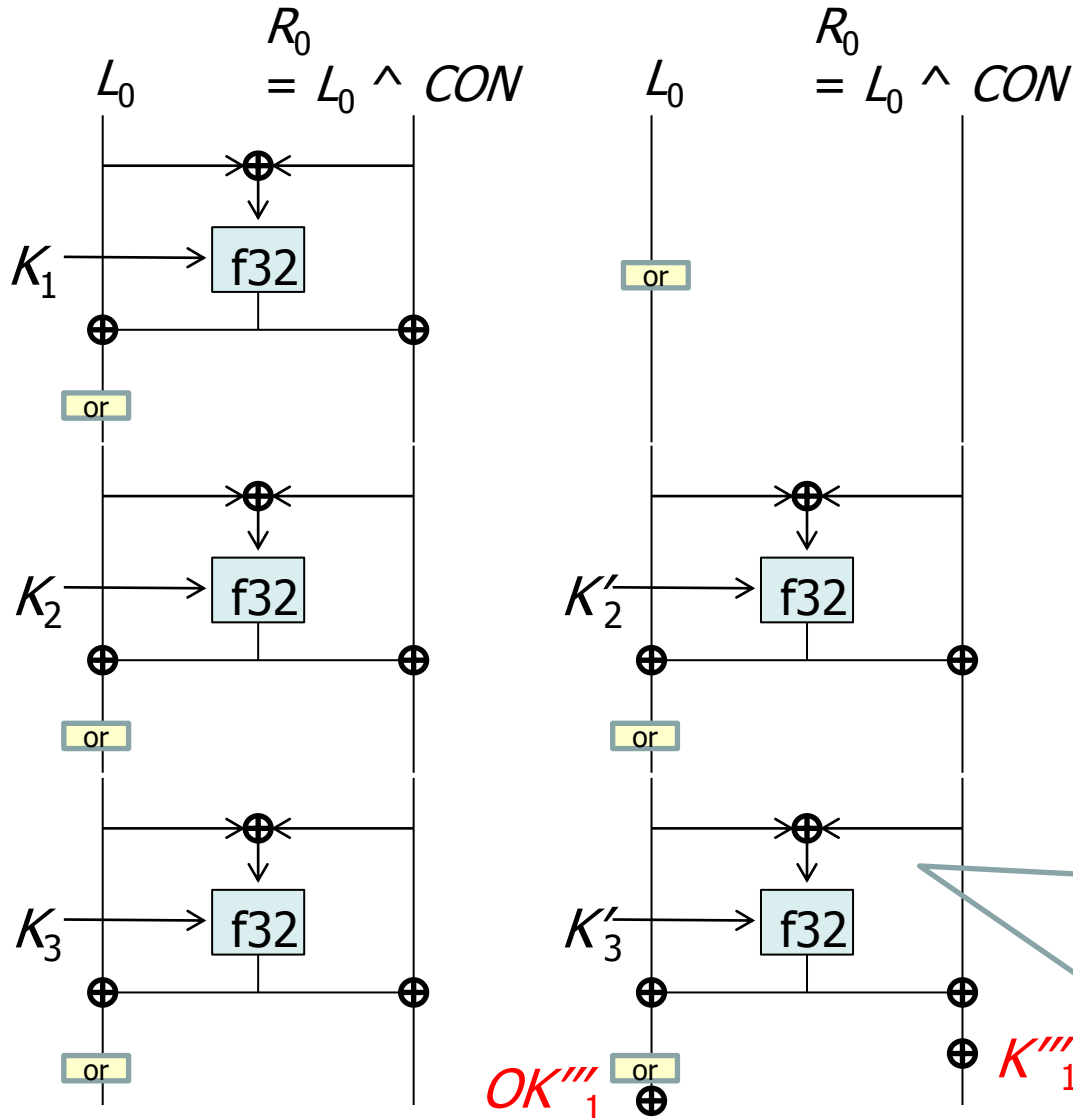 L₀ R₀ = L₀ ^ CON
L₀ R₀ = L₀ ^ CON
K₁ f32
or
or
K₂ f32
K′₂ f32
or
or
K₃ f32
K′₃ f32
or
or
OK‴₁
K‴₁